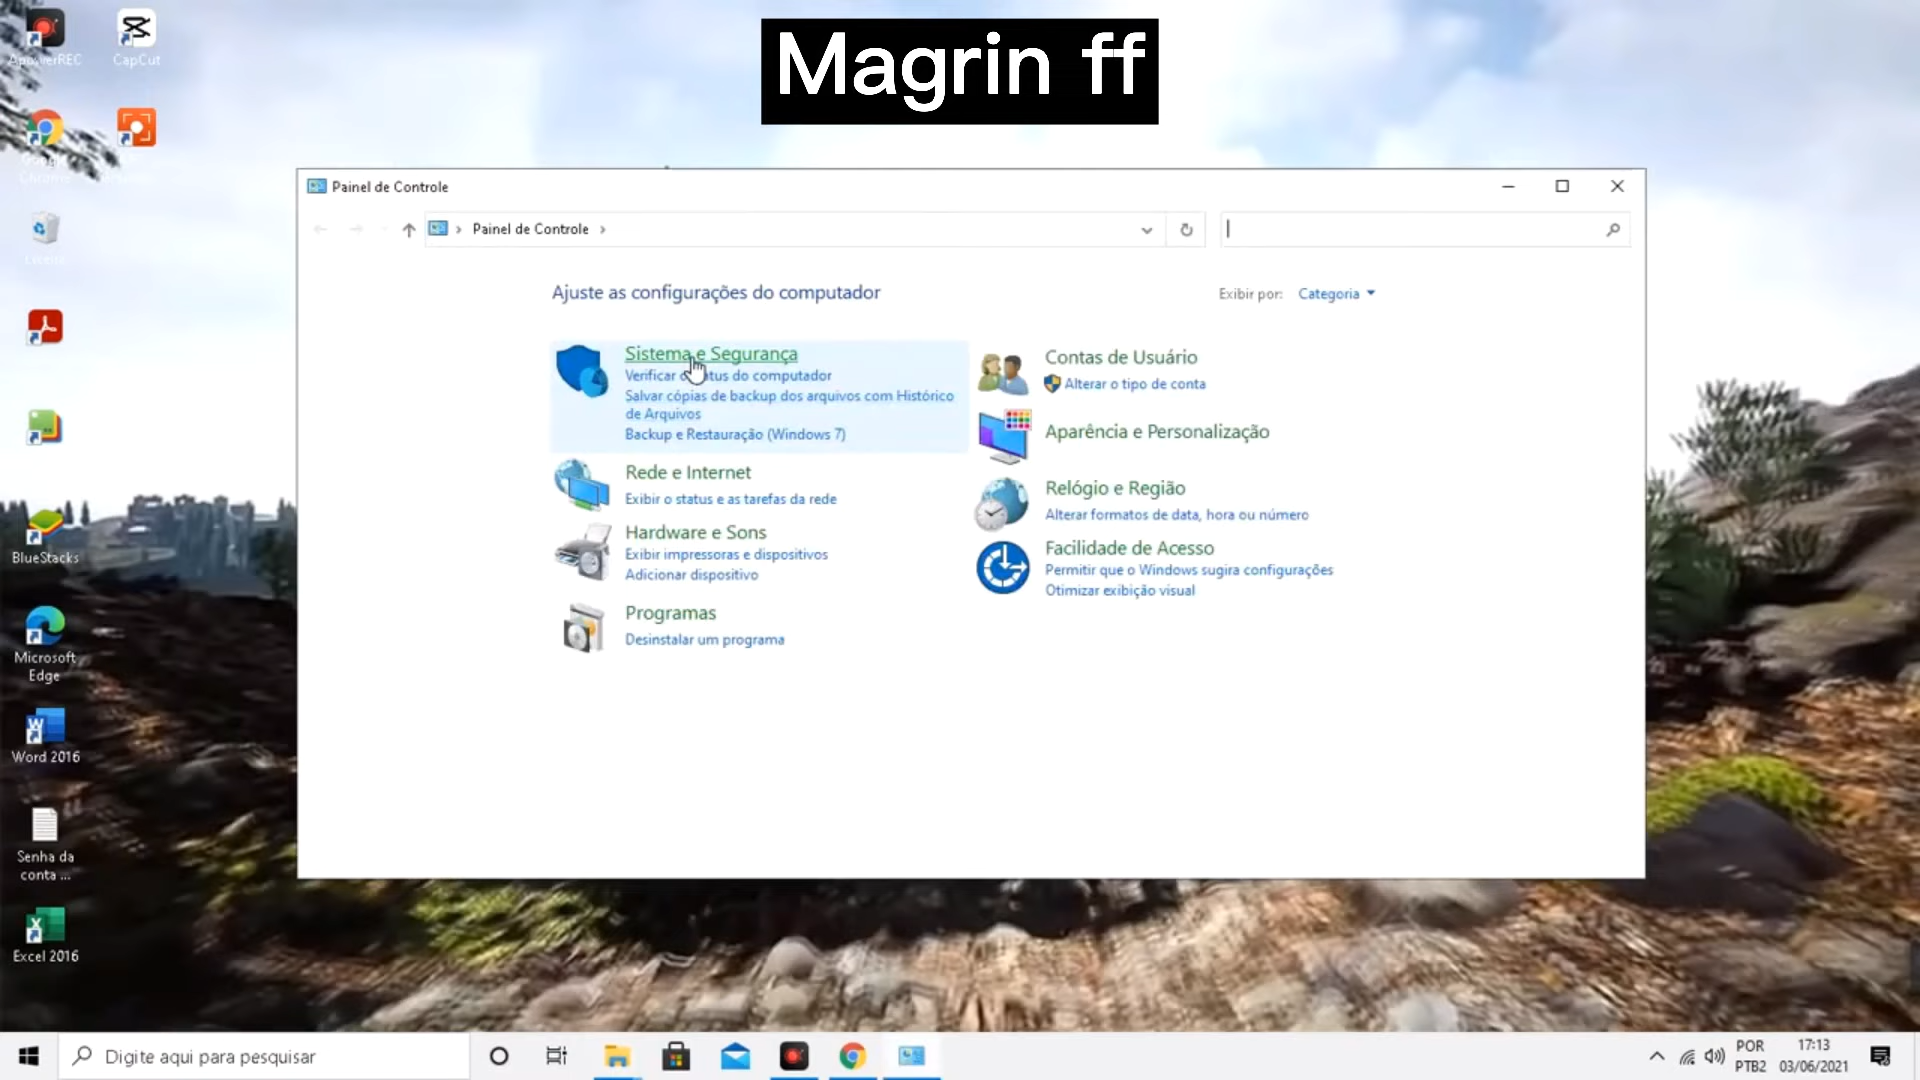 Magrin ff
ApowerREC
CapCut
Google
Chrome
Lixeira
BlueStacks
Microsoft
Edge
Word 2016
Senha da
conta ...
Excel 2016
Painel de Controle
Painel de Controle
Ajuste as configurações do computador
Exibir por: Categoria
Sistema e Segurança
Verificar o status do computador
Salvar cópias de backup dos arquivos com Histórico
de Arquivos
Backup e Restauração (Windows 7)
Rede e Internet
Exibir o status e as tarefas da rede
Hardware e Sons
Exibir impressoras e dispositivos
Adicionar dispositivo
Programas
Desinstalar um programa
Contas de Usuário
Alterar o tipo de conta
Aparência e Personalização
Relógio e Região
Alterar formatos de data, hora ou número
Facilidade de Acesso
Permitir que o Windows sugira configurações
Otimizar exibição visual
Digite aqui para pesquisar
POR
PTB2
17:13
03/06/2021